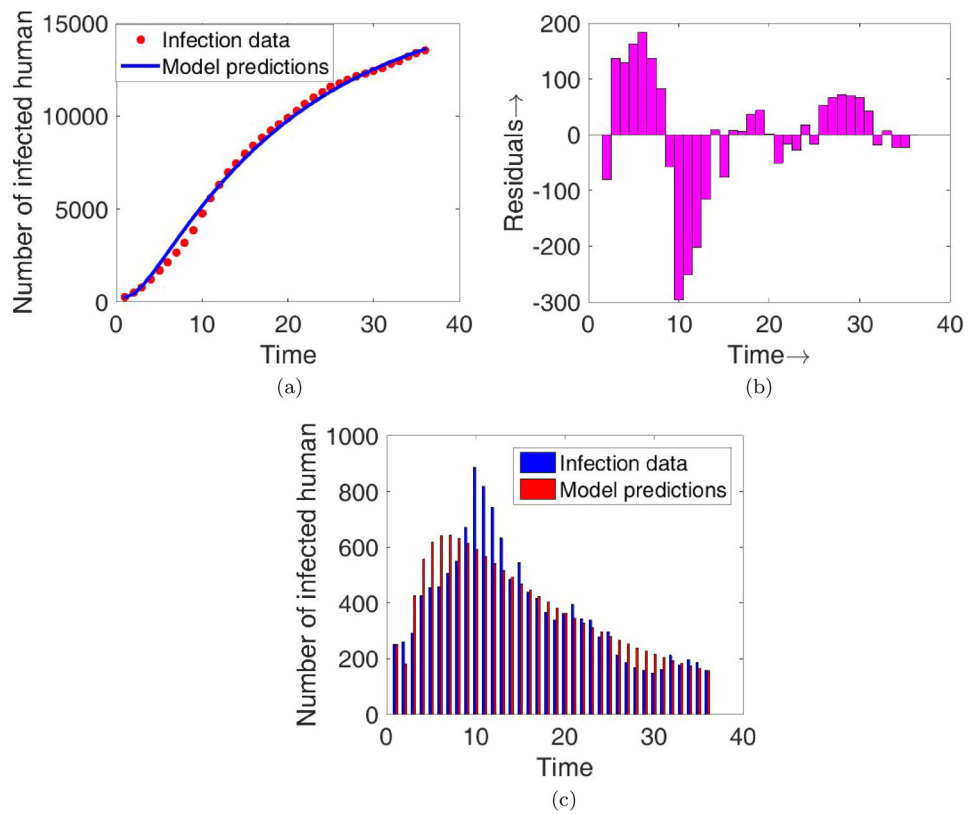 15000
10000
5000
0
Number of infected human
Infection data
Model predictions
0 10 20 30 40
Time
(a)
200
100
0
-100
-200
-300
Residuals→
0 10 20 30 40
Time→
(b)
1000
800
600
400
200
0
Number of infected human
Infection data
Model predictions
0 10 20 30 40
Time
(c)